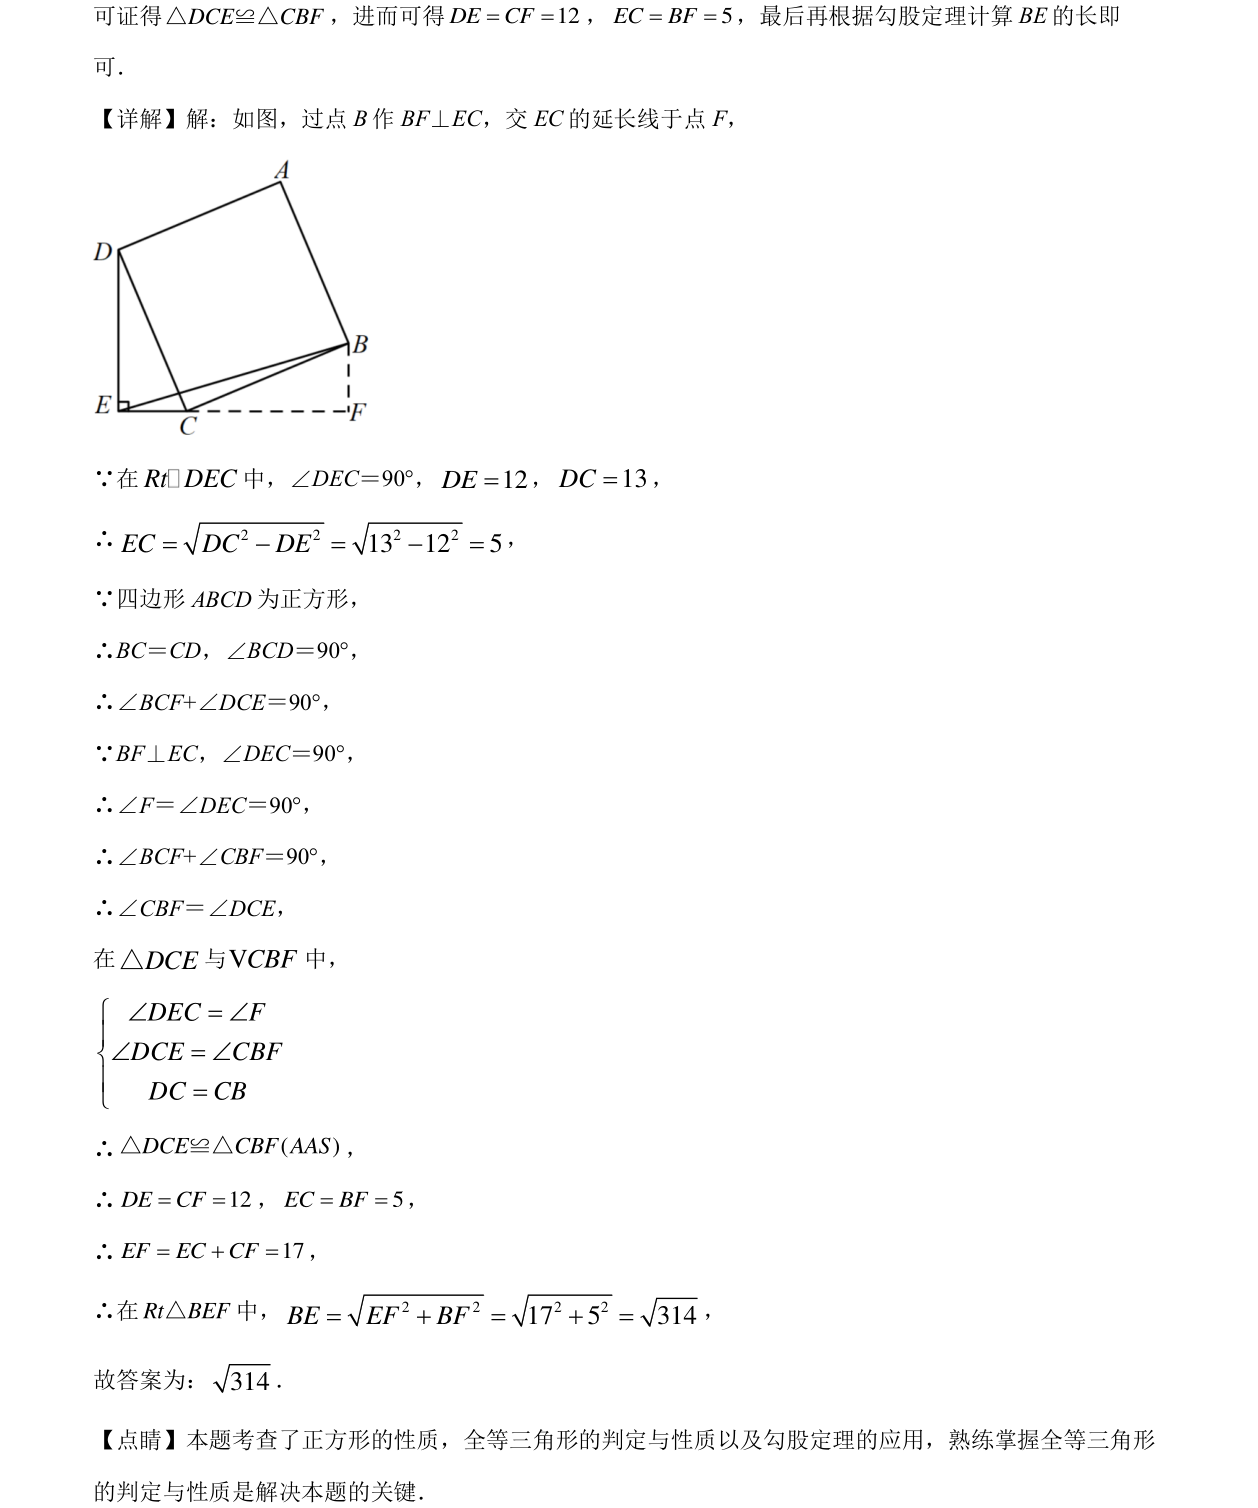 可证得△DCE≌△CBF，进而可得DE=CF=12，EC=BF=5，最后再根据勾股定理计算BE的长即
可．
【详解】解：如图，过点B作BF⊥EC，交EC的延长线于点F，
A
D
B
E
F
C
∵在Rt□DEC中，∠DEC＝90°，DE=12，DC=13，
∴EC=√(DC²−DE²)=√(13²−12²)=5，
∵四边形ABCD为正方形，
∴BC＝CD，∠BCD＝90°，
∴∠BCF+∠DCE＝90°，
∵BF⊥EC，∠DEC＝90°，
∴∠F＝∠DEC＝90°，
∴∠BCF+∠CBF＝90°，
∴∠CBF＝∠DCE，
在△DCE与VCBF中，
∠DEC=∠F
∠DCE=∠CBF
DC=CB
∴△DCE≌△CBF(AAS)，
∴DE=CF=12，EC=BF=5，
∴EF=EC+CF=17，
∴在Rt△BEF中，BE=√(EF²+BF²)=√(17²+5²)=√314，
故答案为：√314．
【点睛】本题考查了正方形的性质，全等三角形的判定与性质以及勾股定理的应用，熟练掌握全等三角形
的判定与性质是解决本题的关键．